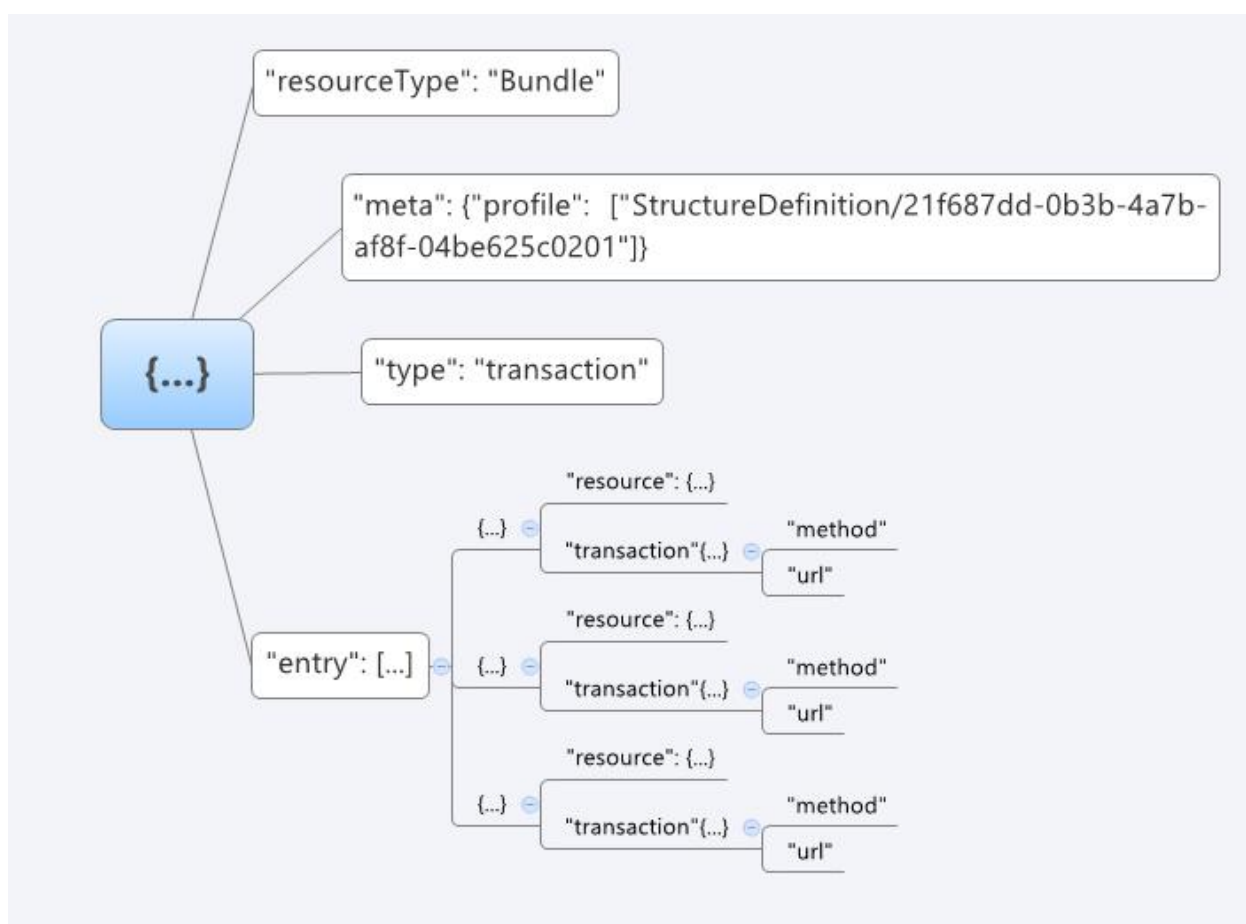 "resourceType": "Bundle"
"meta": {"profile":  ["StructureDefinition/21f687dd-0b3b-4a7b-
af8f-04be625c0201"]}
{...}
"type": "transaction"
"resource": {...}
{...}
"method"
"transaction"{...}
"url"
"resource": {...}
"entry": [...]
{...}
"method"
"transaction"{...}
"url"
"resource": {...}
{...}
"method"
"transaction"{...}
"url"